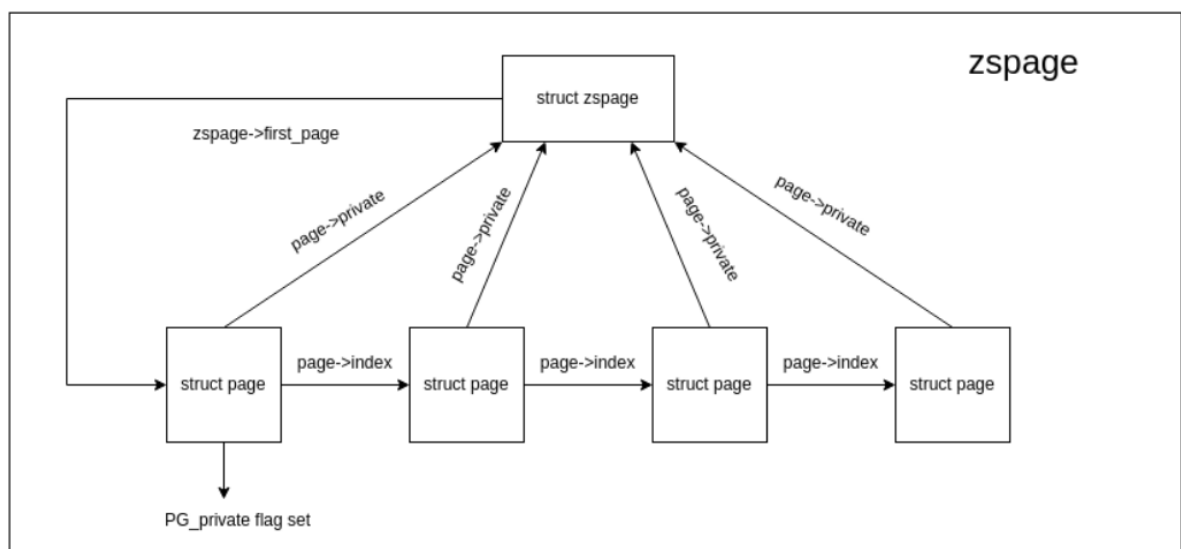 zspage
struct zspage
zspage->first_page
page->private
page->private
page->private
page->private
struct page
page->index
struct page
page->index
struct page
page->index
struct page
PG_private flag set